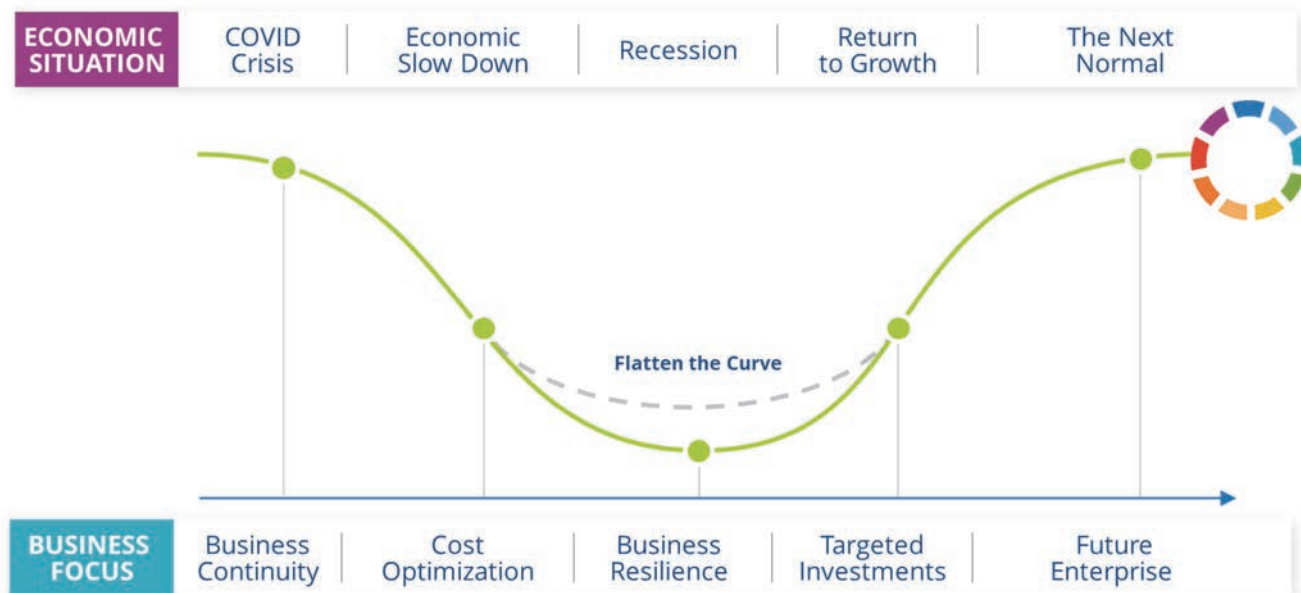 ECONOMIC
SITUATION
COVID
Crisis
Economic
Slow Down
Recession
Return
to Growth
The Next
Normal
Flatten the Curve
BUSINESS
FOCUS
Business
Continuity
Cost
Optimization
Business
Resilience
Targeted
Investments
Future
Enterprise